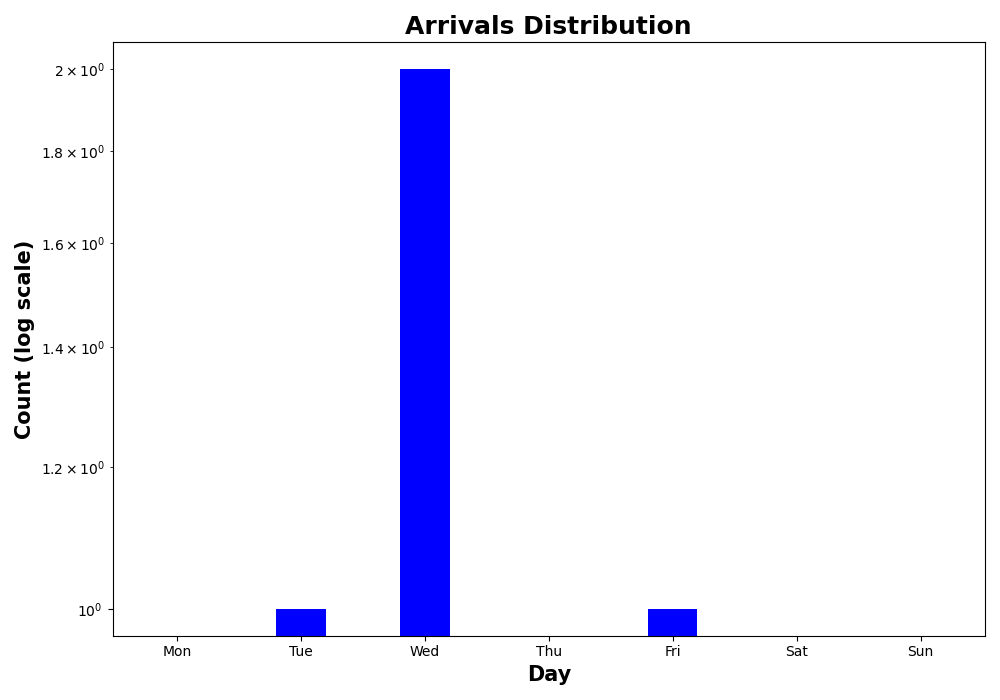 Arrivals Distribution
2 × 10⁰
1.8 × 10⁰
1.6 × 10⁰
1.4 × 10⁰
1.2 × 10⁰
10⁰
Count (log scale)
Mon Tue Wed Thu Fri Sat Sun
Day